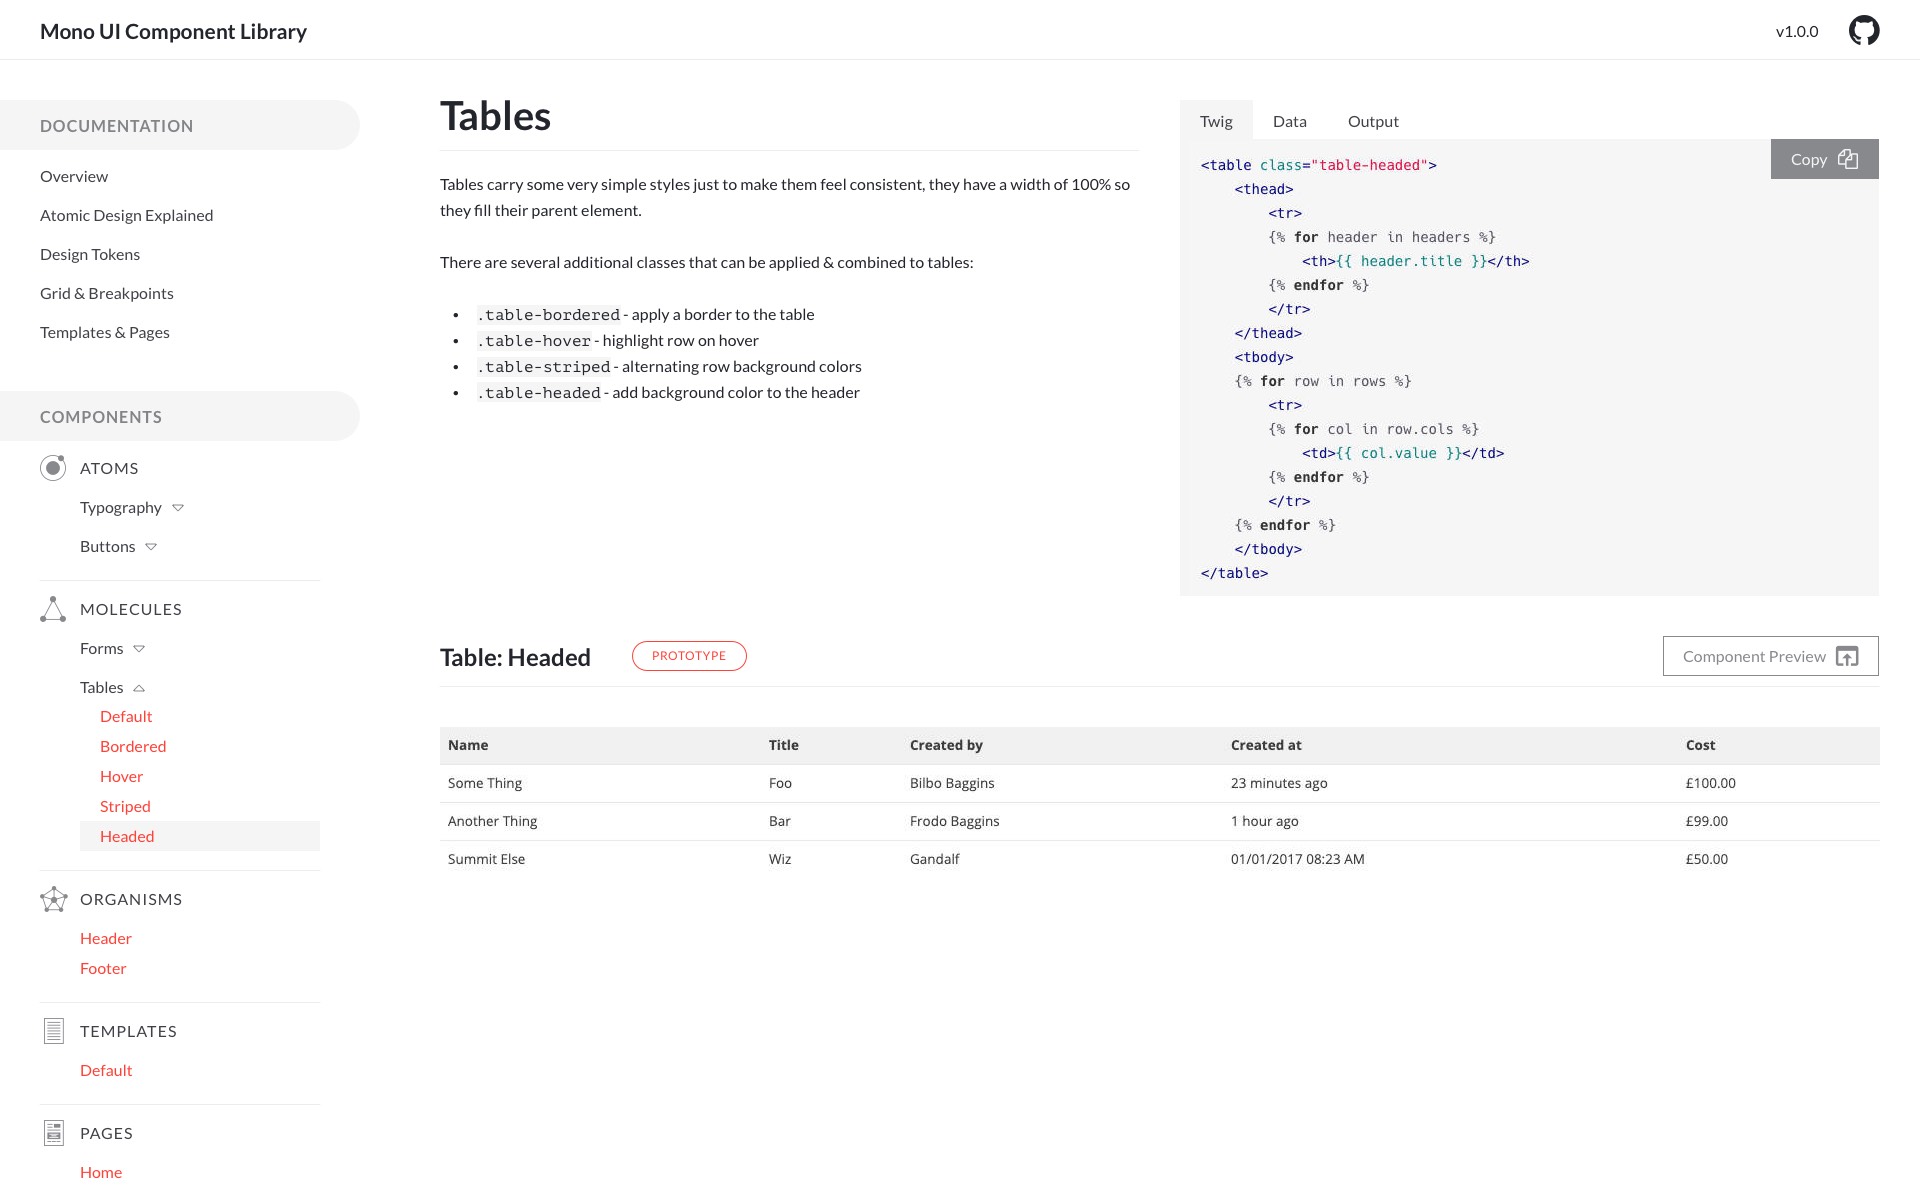 Mono UI Component Library
v1.0.0
DOCUMENTATION
Overview
Atomic Design Explained
Design Tokens
Grid & Breakpoints
Templates & Pages
COMPONENTS
ATOMS
Typography
Buttons
MOLECULES
Forms
Tables
Default
Bordered
Hover
Striped
Headed
ORGANISMS
Header
Footer
TEMPLATES
Default
PAGES
Home
Tables
Tables carry some very simple styles just to make them feel consistent, they have a width of 100% so
they fill their parent element.
There are several additional classes that can be applied & combined to tables:
• .table-bordered - apply a border to the table
• .table-hover - highlight row on hover
• .table-striped - alternating row background colors
• .table-headed - add background color to the header
Twig Data Output
Copy
<table class="table-headed">
    <thead>
        <tr>
        {% for header in headers %}
            <th>{{ header.title }}</th>
        {% endfor %}
        </tr>
    </thead>
    <tbody>
    {% for row in rows %}
        <tr>
        {% for col in row.cols %}
            <td>{{ col.value }}</td>
        {% endfor %}
        </tr>
    {% endfor %}
    </tbody>
</table>
Table: Headed PROTOTYPE Component Preview
Name Title Created by Created at Cost
Some Thing Foo Bilbo Baggins 23 minutes ago £100.00
Another Thing Bar Frodo Baggins 1 hour ago £99.00
Summit Else Wiz Gandalf 01/01/2017 08:23 AM £50.00